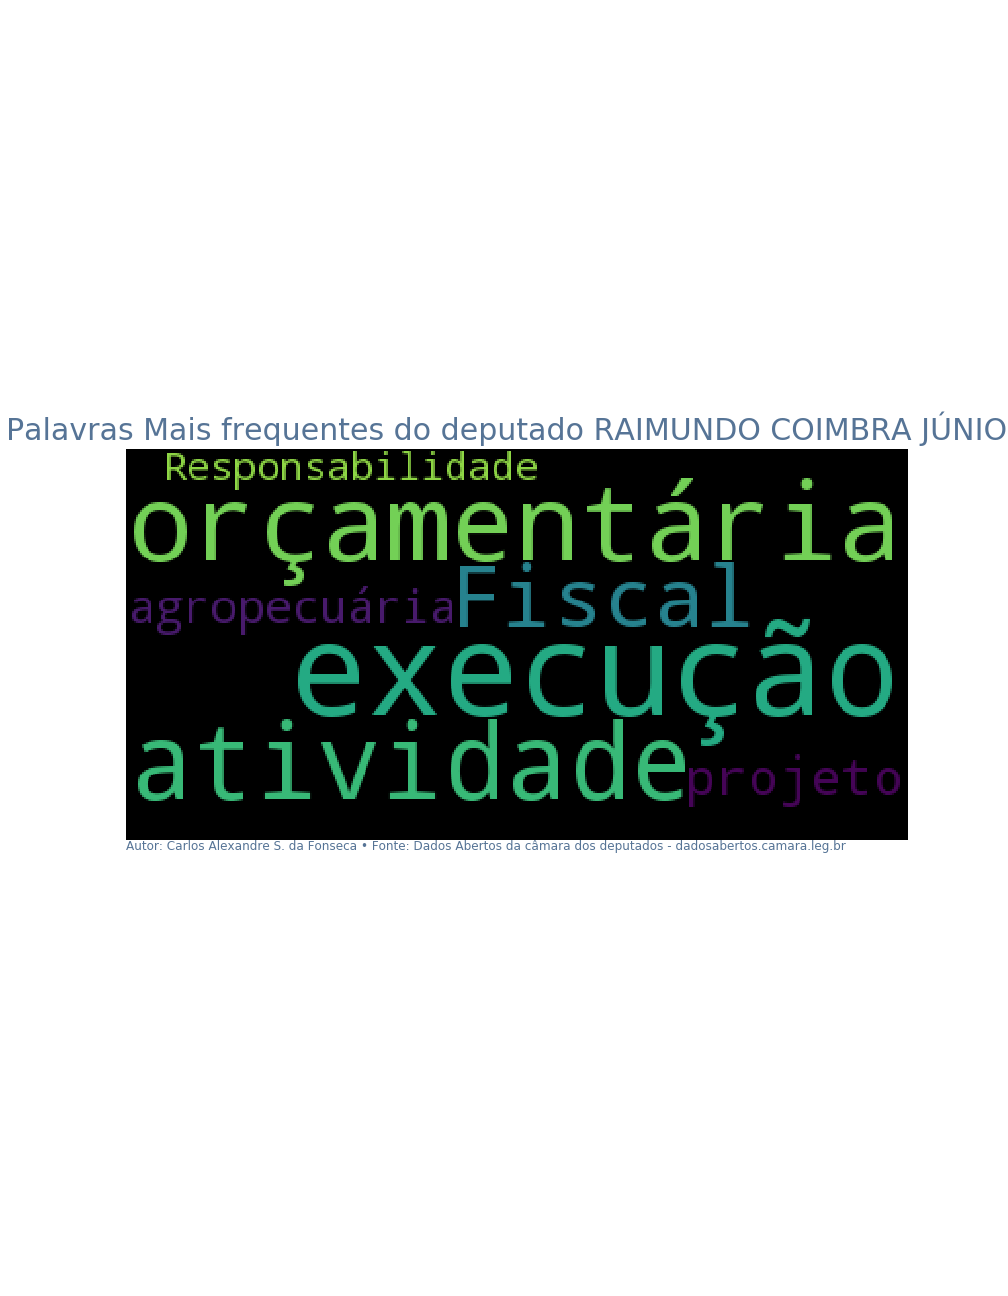 Palavras Mais frequentes do deputado RAIMUNDO COIMBRA JÚNIO
Responsabilidade
orçamentária
agropecuária Fiscal
execução
atividade projeto
Autor: Carlos Alexandre S. da Fonseca • Fonte: Dados Abertos da câmara dos deputados - dadosabertos.camara.leg.br